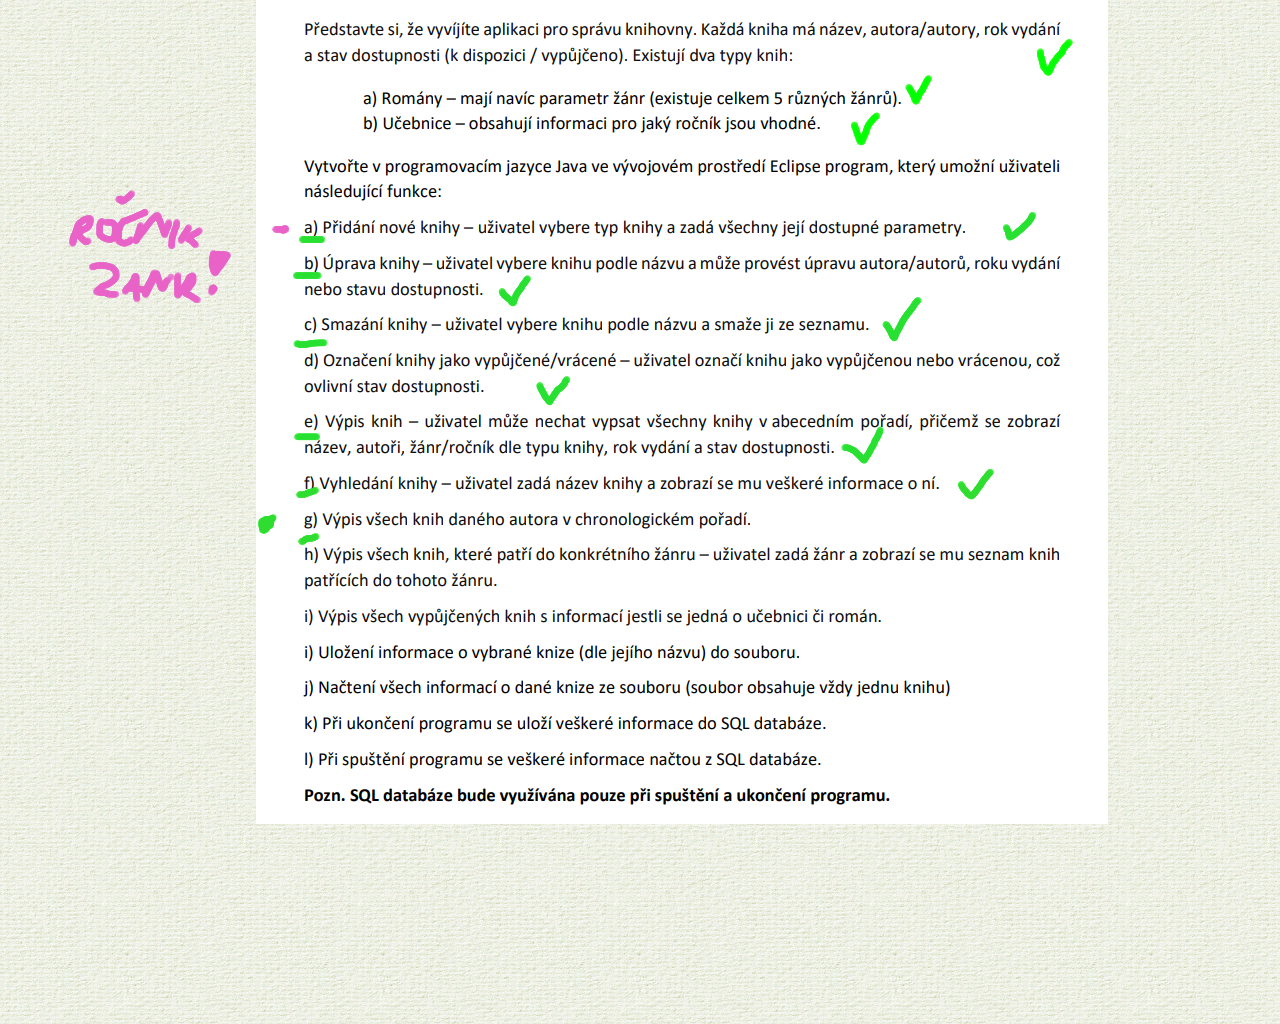 Představte si, že vyvíjíte aplikaci pro správu knihovny. Každá kniha má název, autora/autory, rok vydání
a stav dostupnosti (k dispozici / vypůjčeno). Existují dva typy knih:
a) Romány – mají navíc parametr žánr (existuje celkem 5 různých žánrů).
b) Učebnice – obsahují informaci pro jaký ročník jsou vhodné.
Vytvořte v programovacím jazyce Java ve vývojovém prostředí Eclipse program, který umožní uživateli
následující funkce:
ROČNIK
ZANR!
a) Přidání nové knihy – uživatel vybere typ knihy a zadá všechny její dostupné parametry.
b) Úprava knihy – uživatel vybere knihu podle názvu a může provést úpravu autora/autorů, roku vydání
nebo stavu dostupnosti.
c) Smazání knihy – uživatel vybere knihu podle názvu a smaže ji ze seznamu.
d) Označení knihy jako vypůjčené/vrácené – uživatel označí knihu jako vypůjčenou nebo vrácenou, což
ovlivní stav dostupnosti.
e) Výpis knih – uživatel může nechat vypsat všechny knihy v abecedním pořadí, přičemž se zobrazí
název, autoři, žánr/ročník dle typu knihy, rok vydání a stav dostupnosti.
f) Vyhledání knihy – uživatel zadá název knihy a zobrazí se mu veškeré informace o ní.
g) Výpis všech knih daného autora v chronologickém pořadí.
h) Výpis všech knih, které patří do konkrétního žánru – uživatel zadá žánr a zobrazí se mu seznam knih
patřících do tohoto žánru.
i) Výpis všech vypůjčených knih s informací jestli se jedná o učebnici či román.
i) Uložení informace o vybrané knize (dle jejího názvu) do souboru.
j) Načtení všech informací o dané knize ze souboru (soubor obsahuje vždy jednu knihu)
k) Při ukončení programu se uloží veškeré informace do SQL databáze.
l) Při spuštění programu se veškeré informace načtou z SQL databáze.
Pozn. SQL databáze bude využívána pouze při spuštění a ukončení programu.